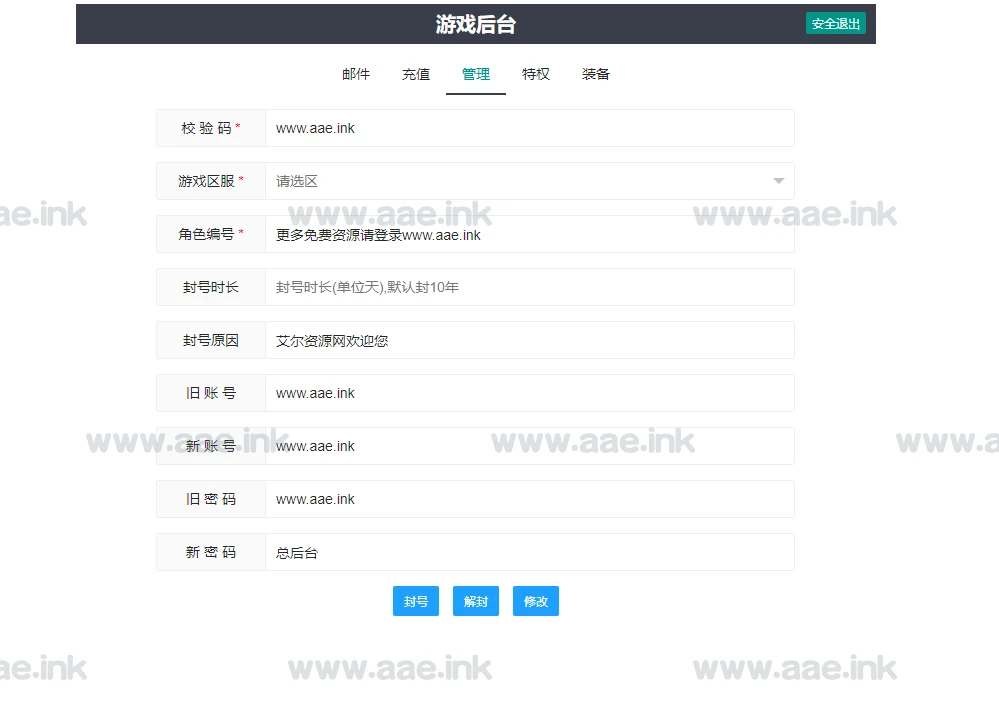 游戏后台
安全退出
邮件 充值 管理 特权 装备
校 验 码 * www.aae.ink
游戏区服 * 请选区
ae.ink www.aae.ink www.aae.ink
角色编号 * 更多免费资源请登录www.aae.ink
封号时长 封号时长(单位天),默认封10年
封号原因 艾尔资源网欢迎您
旧 账 号 www.aae.ink
www.aae.ink www.aae.ink www.a
新 账 号 www.aae.ink
旧 密 码 www.aae.ink
新 密 码 总后台
封号 解封 修改
ae.ink www.aae.ink www.aae.ink